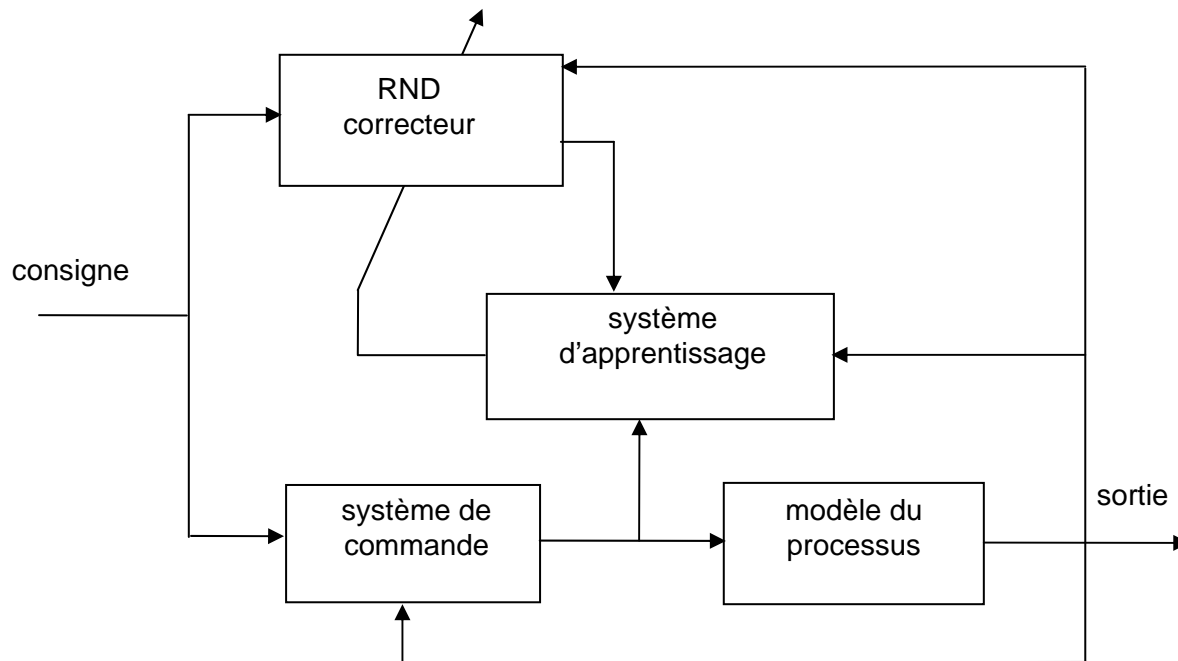 RND
correcteur
consigne
système
d'apprentissage
système de
commande
modèle du
processus
sortie